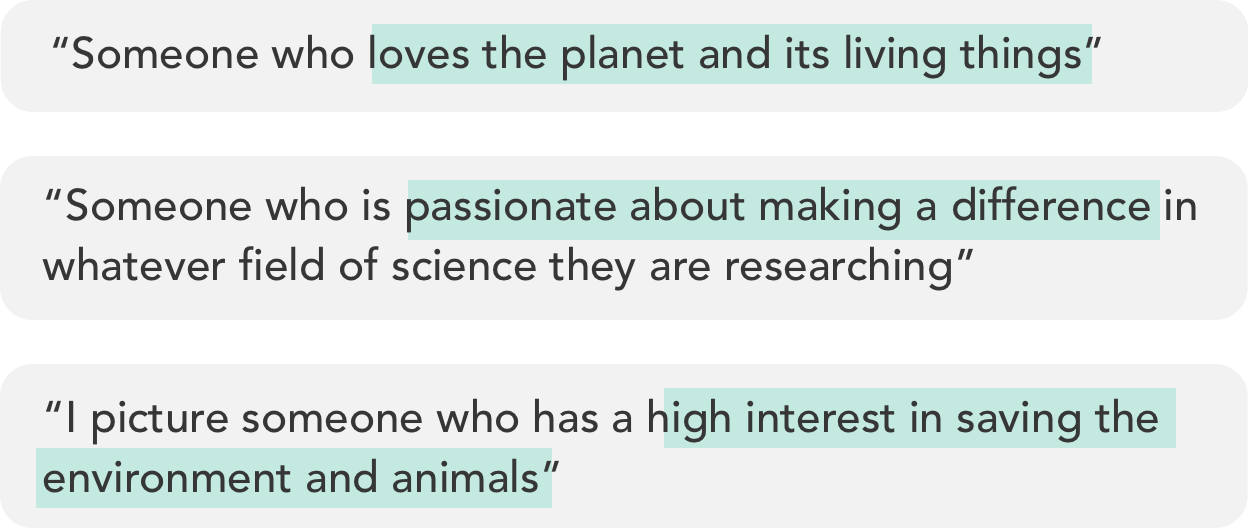 “Someone who loves the planet and its living things”
“Someone who is passionate about making a difference in
whatever field of science they are researching”
“I picture someone who has a high interest in saving the
environment and animals”